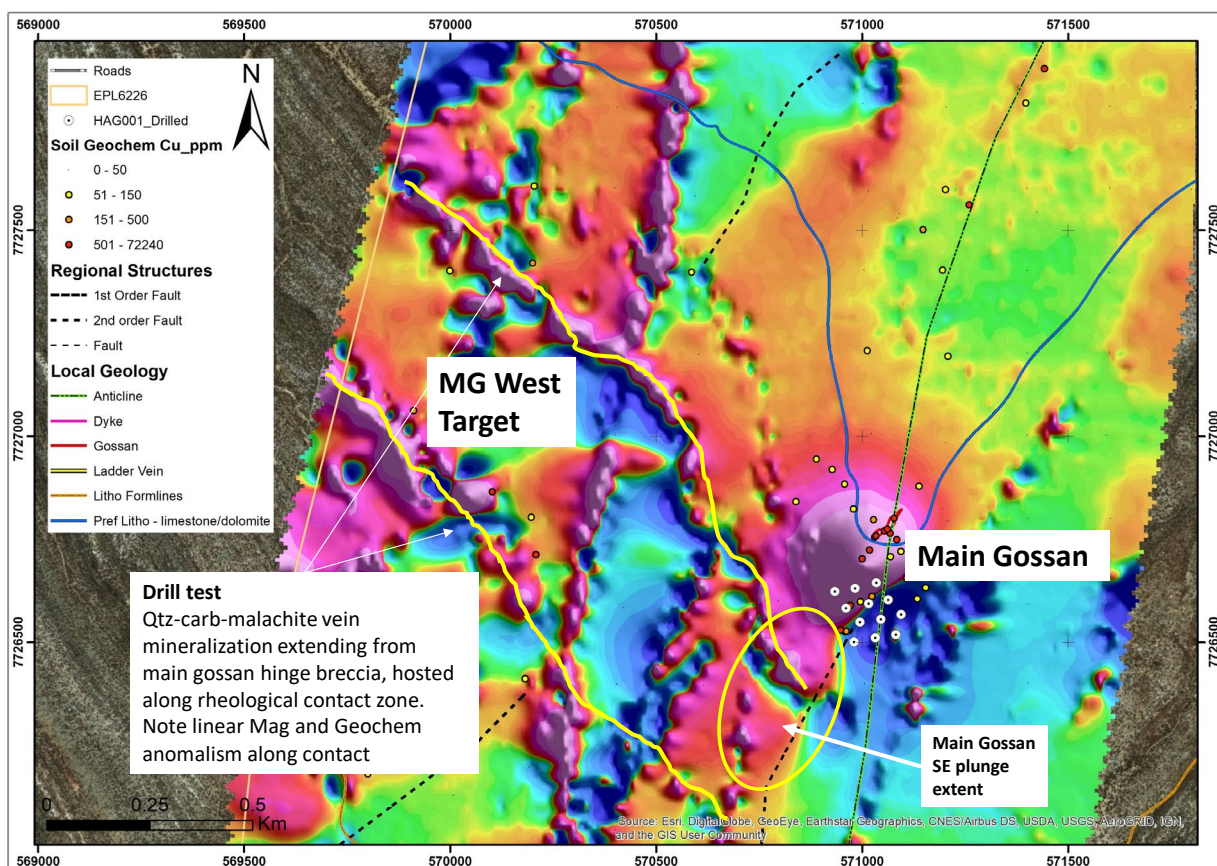 569000 569500 570000 570500 571000 571500
Roads
EPL6226
HAG001_Drilled
Soil Geochem Cu_ppm
0 - 50
51 - 150
151 - 500
501 - 72240
Regional Structures
1st Order Fault
2nd order Fault
Fault
Local Geology
Anticline
Dyke
Gossan
Ladder Vein
Litho Formlines
Pref Litho - limestone/dolomite
N
7727500
7727500
MG West
Target
7727000
7727000
Main Gossan
Drill test
Qtz-carb-malachite vein
mineralization extending from
main gossan hinge breccia, hosted
along rheological contact zone.
Note linear Mag and Geochem
anomalism along contact
7726500
7726500
Main Gossan
SE plunge
extent
0 0.25 0.5
Km
Source: Esri, DigitalGlobe, GeoEye, Earthstar Geographics, CNES/Airbus DS, USDA, USGS, AeroGRID, IGN,
and the GIS User Community
569000 569500 570000 570500 571000 571500